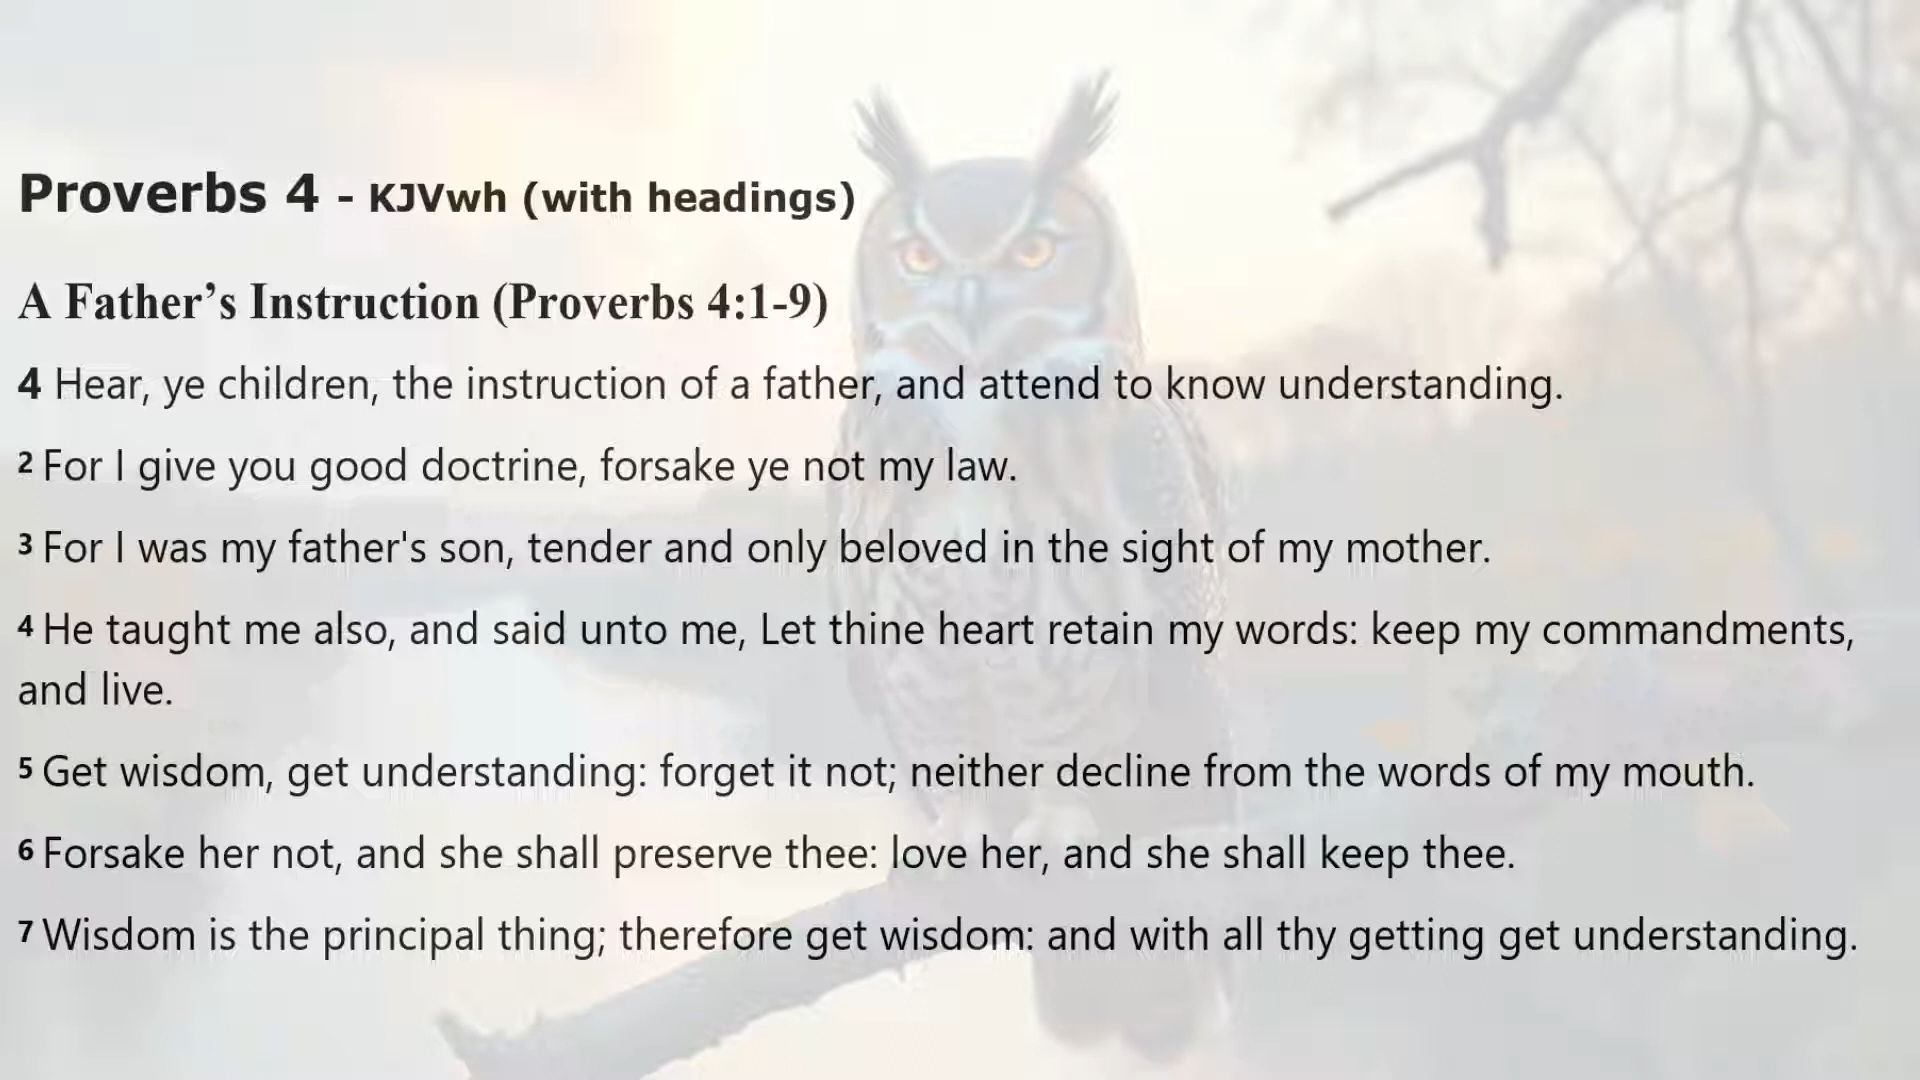 Proverbs 4 - KJVwh (with headings)
A Father’s Instruction (Proverbs 4:1-9)
4 Hear, ye children, the instruction of a father, and attend to know understanding.
2 For I give you good doctrine, forsake ye not my law.
3 For I was my father's son, tender and only beloved in the sight of my mother.
4 He taught me also, and said unto me, Let thine heart retain my words: keep my commandments,
and live.
5 Get wisdom, get understanding: forget it not; neither decline from the words of my mouth.
6 Forsake her not, and she shall preserve thee: love her, and she shall keep thee.
7 Wisdom is the principal thing; therefore get wisdom: and with all thy getting get understanding.